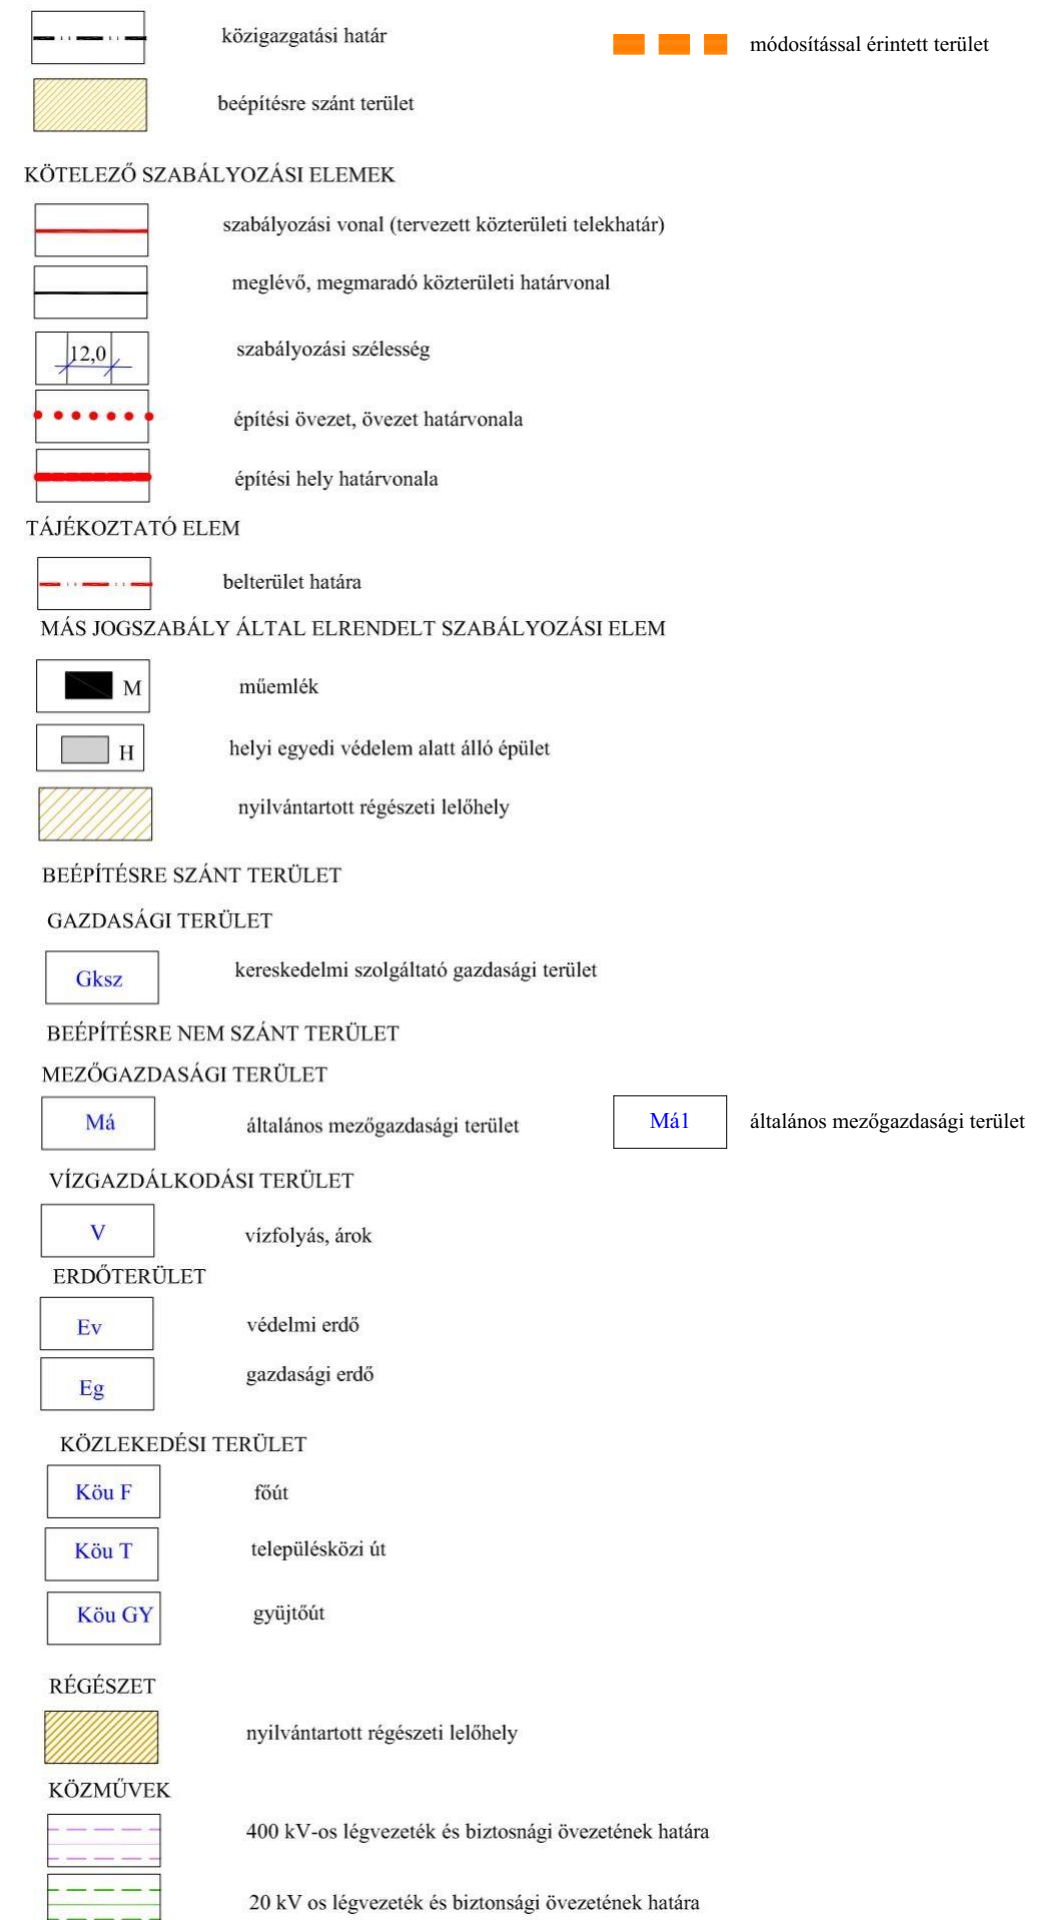 közigazgatási határ
módosítással érintett terület
beépítésre szánt terület
KÖTELEZŐ SZABÁLYOZÁSI ELEMEK
szabályozási vonal (tervezett közterületi telekhatár)
meglévő, megmaradó közterületi határvonal
12,0 szabályozási szélesség
építési övezet, övezet határvonala
építési hely határvonala
TÁJÉKOZTATÓ ELEM
belterület határa
MÁS JOGSZABÁLY ÁLTAL ELRENDELT SZABÁLYOZÁSI ELEM
M műemlék
H helyi egyedi védelem alatt álló épület
nyilvántartott régészeti lelőhely
BEÉPÍTÉSRE SZÁNT TERÜLET
GAZDASÁGI TERÜLET
Gksz kereskedelmi szolgáltató gazdasági terület
BEÉPÍTÉSRE NEM SZÁNT TERÜLET
MEZŐGAZDASÁGI TERÜLET
Má általános mezőgazdasági terület
Má1 általános mezőgazdasági terület
VÍZGAZDÁLKODÁSI TERÜLET
V vízfolyás, árok
ERDŐTERÜLET
Ev védelmi erdő
Eg gazdasági erdő
KÖZLEKEDÉSI TERÜLET
Köu F főút
Köu T településközi út
Köu GY gyüjtőút
RÉGÉSZET
nyilvántartott régészeti lelőhely
KÖZMŰVEK
400 kV-os légvezeték és biztosnági övezetének határa
20 kV os légvezeték és biztonsági övezetének határa